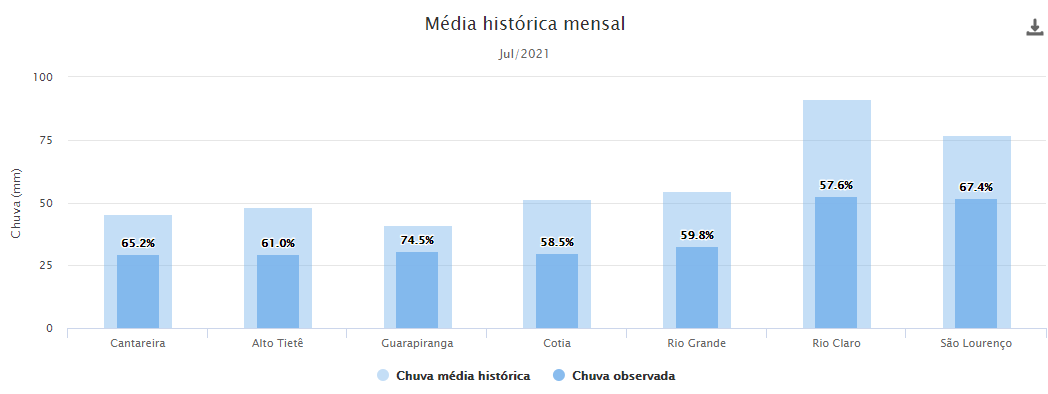 Média histórica mensal
Jul/2021
Chuva (mm)
100
75
50
25
0
65.2%
61.0%
74.5%
58.5%
59.8%
57.6%
67.4%
Cantareira
Alto Tietê
Guarapiranga
Cotia
Rio Grande
Rio Claro
São Lourenço
Chuva média histórica
Chuva observada